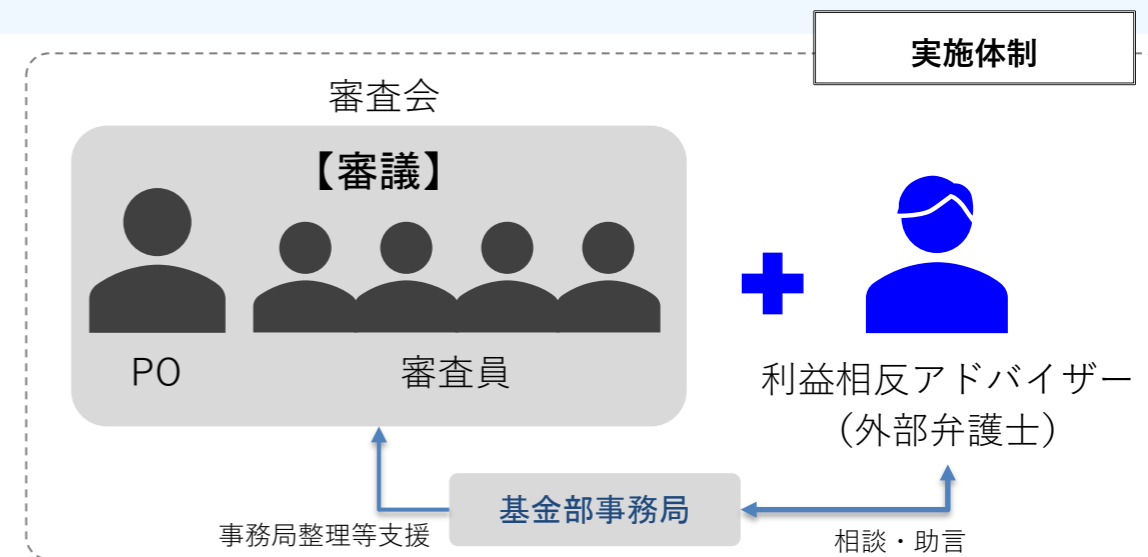 実施体制
審査会
【審議】
PO
審査員
利益相反アドバイザー
（外部弁護士）
基金部事務局
事務局整理等支援
相談・助言